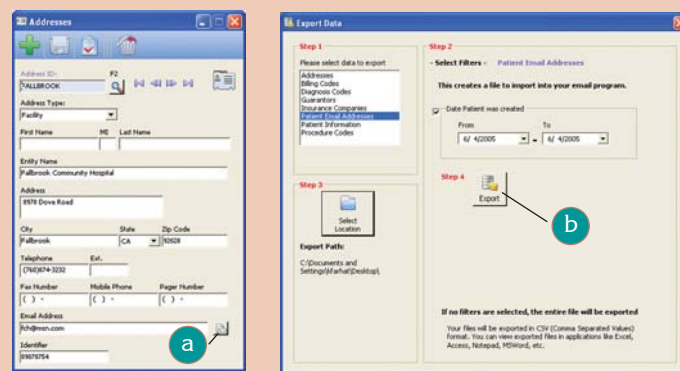 Addresses
Address ID:
F2
FALLBROOK
Address Type:
Facility
First Name
MI
Last Name
Entity Name
Fallbrook Community Hospital
Address
8970 Dove Road
City
State
Zip Code
Fallbrook
CA
92028
Telephone
Ext.
(760)874-3232
Fax Number
Mobile Phone
Pager Number
( ) -
( ) -
( ) -
Email Address
fch@msn.com
a
Identifier
89078754
Export Data
Step 1
Please select data to export
Addresses
Billing Codes
Diagnosis Codes
Guarantors
Insurance Companies
Patient Email Addresses
Patient Information
Procedure Codes
Step 3
Select
Location
Export Path:
C:\Documents and
Settings\kfarhat\Desktop\
Step 2
- Select Filters - Patient Email Addresses
This creates a file to import into your email program.
Date Patient was created
From
To
6/ 4/2005
-
6/ 4/2005
Step 4
Export
b
If no filters are selected, the entire file will be exported
Your files will be exported in CSV (Comma Separated Values)
format. You can view exported files in applications like Excel,
Access, Notepad, MSWord, etc.